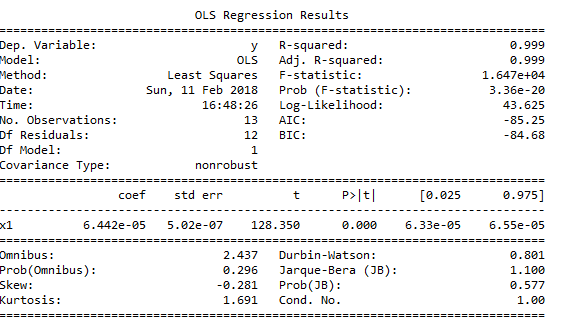 OLS Regression Results
==============================================================================
Dep. Variable: y R-squared: 0.999
Model: OLS Adj. R-squared: 0.999
Method: Least Squares F-statistic: 1.647e+04
Date: Sun, 11 Feb 2018 Prob (F-statistic): 3.36e-20
Time: 16:48:26 Log-Likelihood: 43.625
No. Observations: 13 AIC: -85.25
Df Residuals: 12 BIC: -84.68
Df Model: 1
Covariance Type: nonrobust
==============================================================================
coef std err t P>|t| [0.025 0.975]
------------------------------------------------------------------------------
x1 6.442e-05 5.02e-07 128.350 0.000 6.33e-05 6.55e-05
==============================================================================
Omnibus: 2.437 Durbin-Watson: 0.801
Prob(Omnibus): 0.296 Jarque-Bera (JB): 1.100
Skew: -0.281 Prob(JB): 0.577
Kurtosis: 1.691 Cond. No. 1.00
==============================================================================